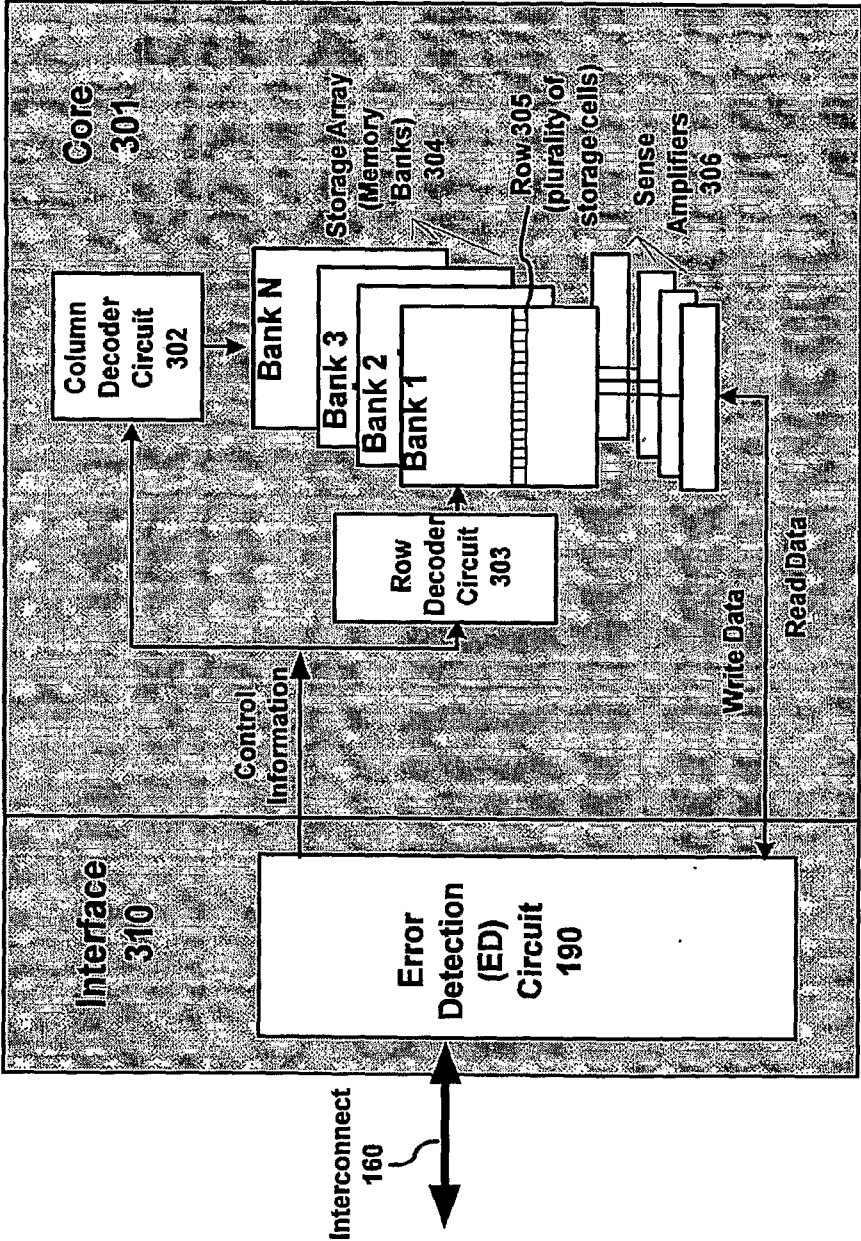 Interconnect
160
Interface
310
Error
Detection
(ED)
Circuit
190
Core
301
Control
Information
Column
Decoder
Circuit
302
Row
Decoder
Circuit
303
Bank N
Bank 3
Bank 2
Bank 1
Storage Array
(Memory
Banks)
304
Row 305
(plurality of
storage cells)
Sense
Amplifiers
306
Write Data
Read Data